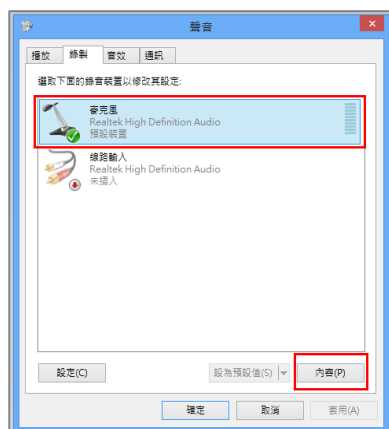 聲音
播放 錄製 音效 通訊
選取下面的錄音裝置以修改其設定:
麥克風
Realtek High Definition Audio
預設裝置
線路輸入
Realtek High Definition Audio
未插入
設定(C) 設為預設值(S) 內容(P)
確定 取消 套用(A)